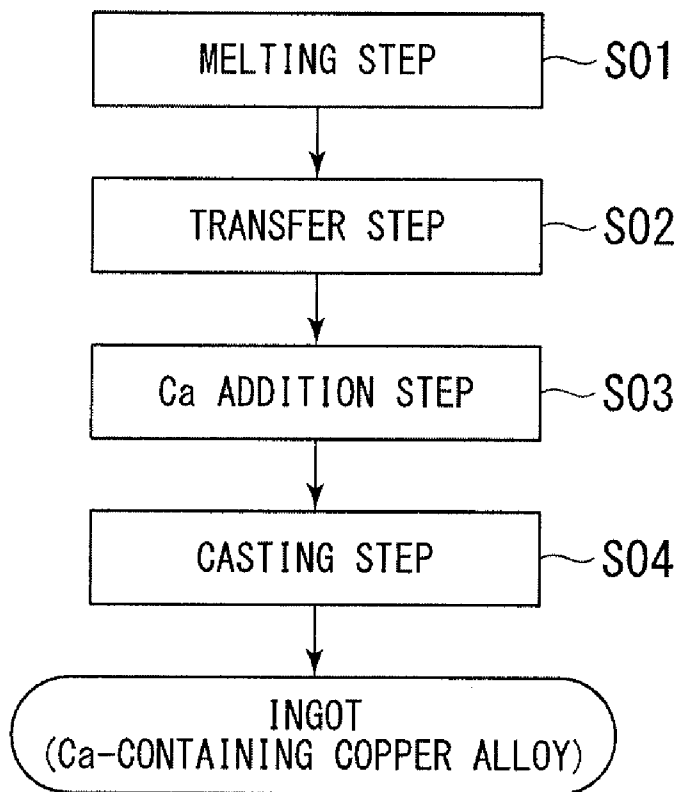 MELTING STEP S01
TRANSFER STEP S02
Ca ADDITION STEP S03
CASTING STEP S04
INGOT
(Ca-CONTAINING COPPER ALLOY)